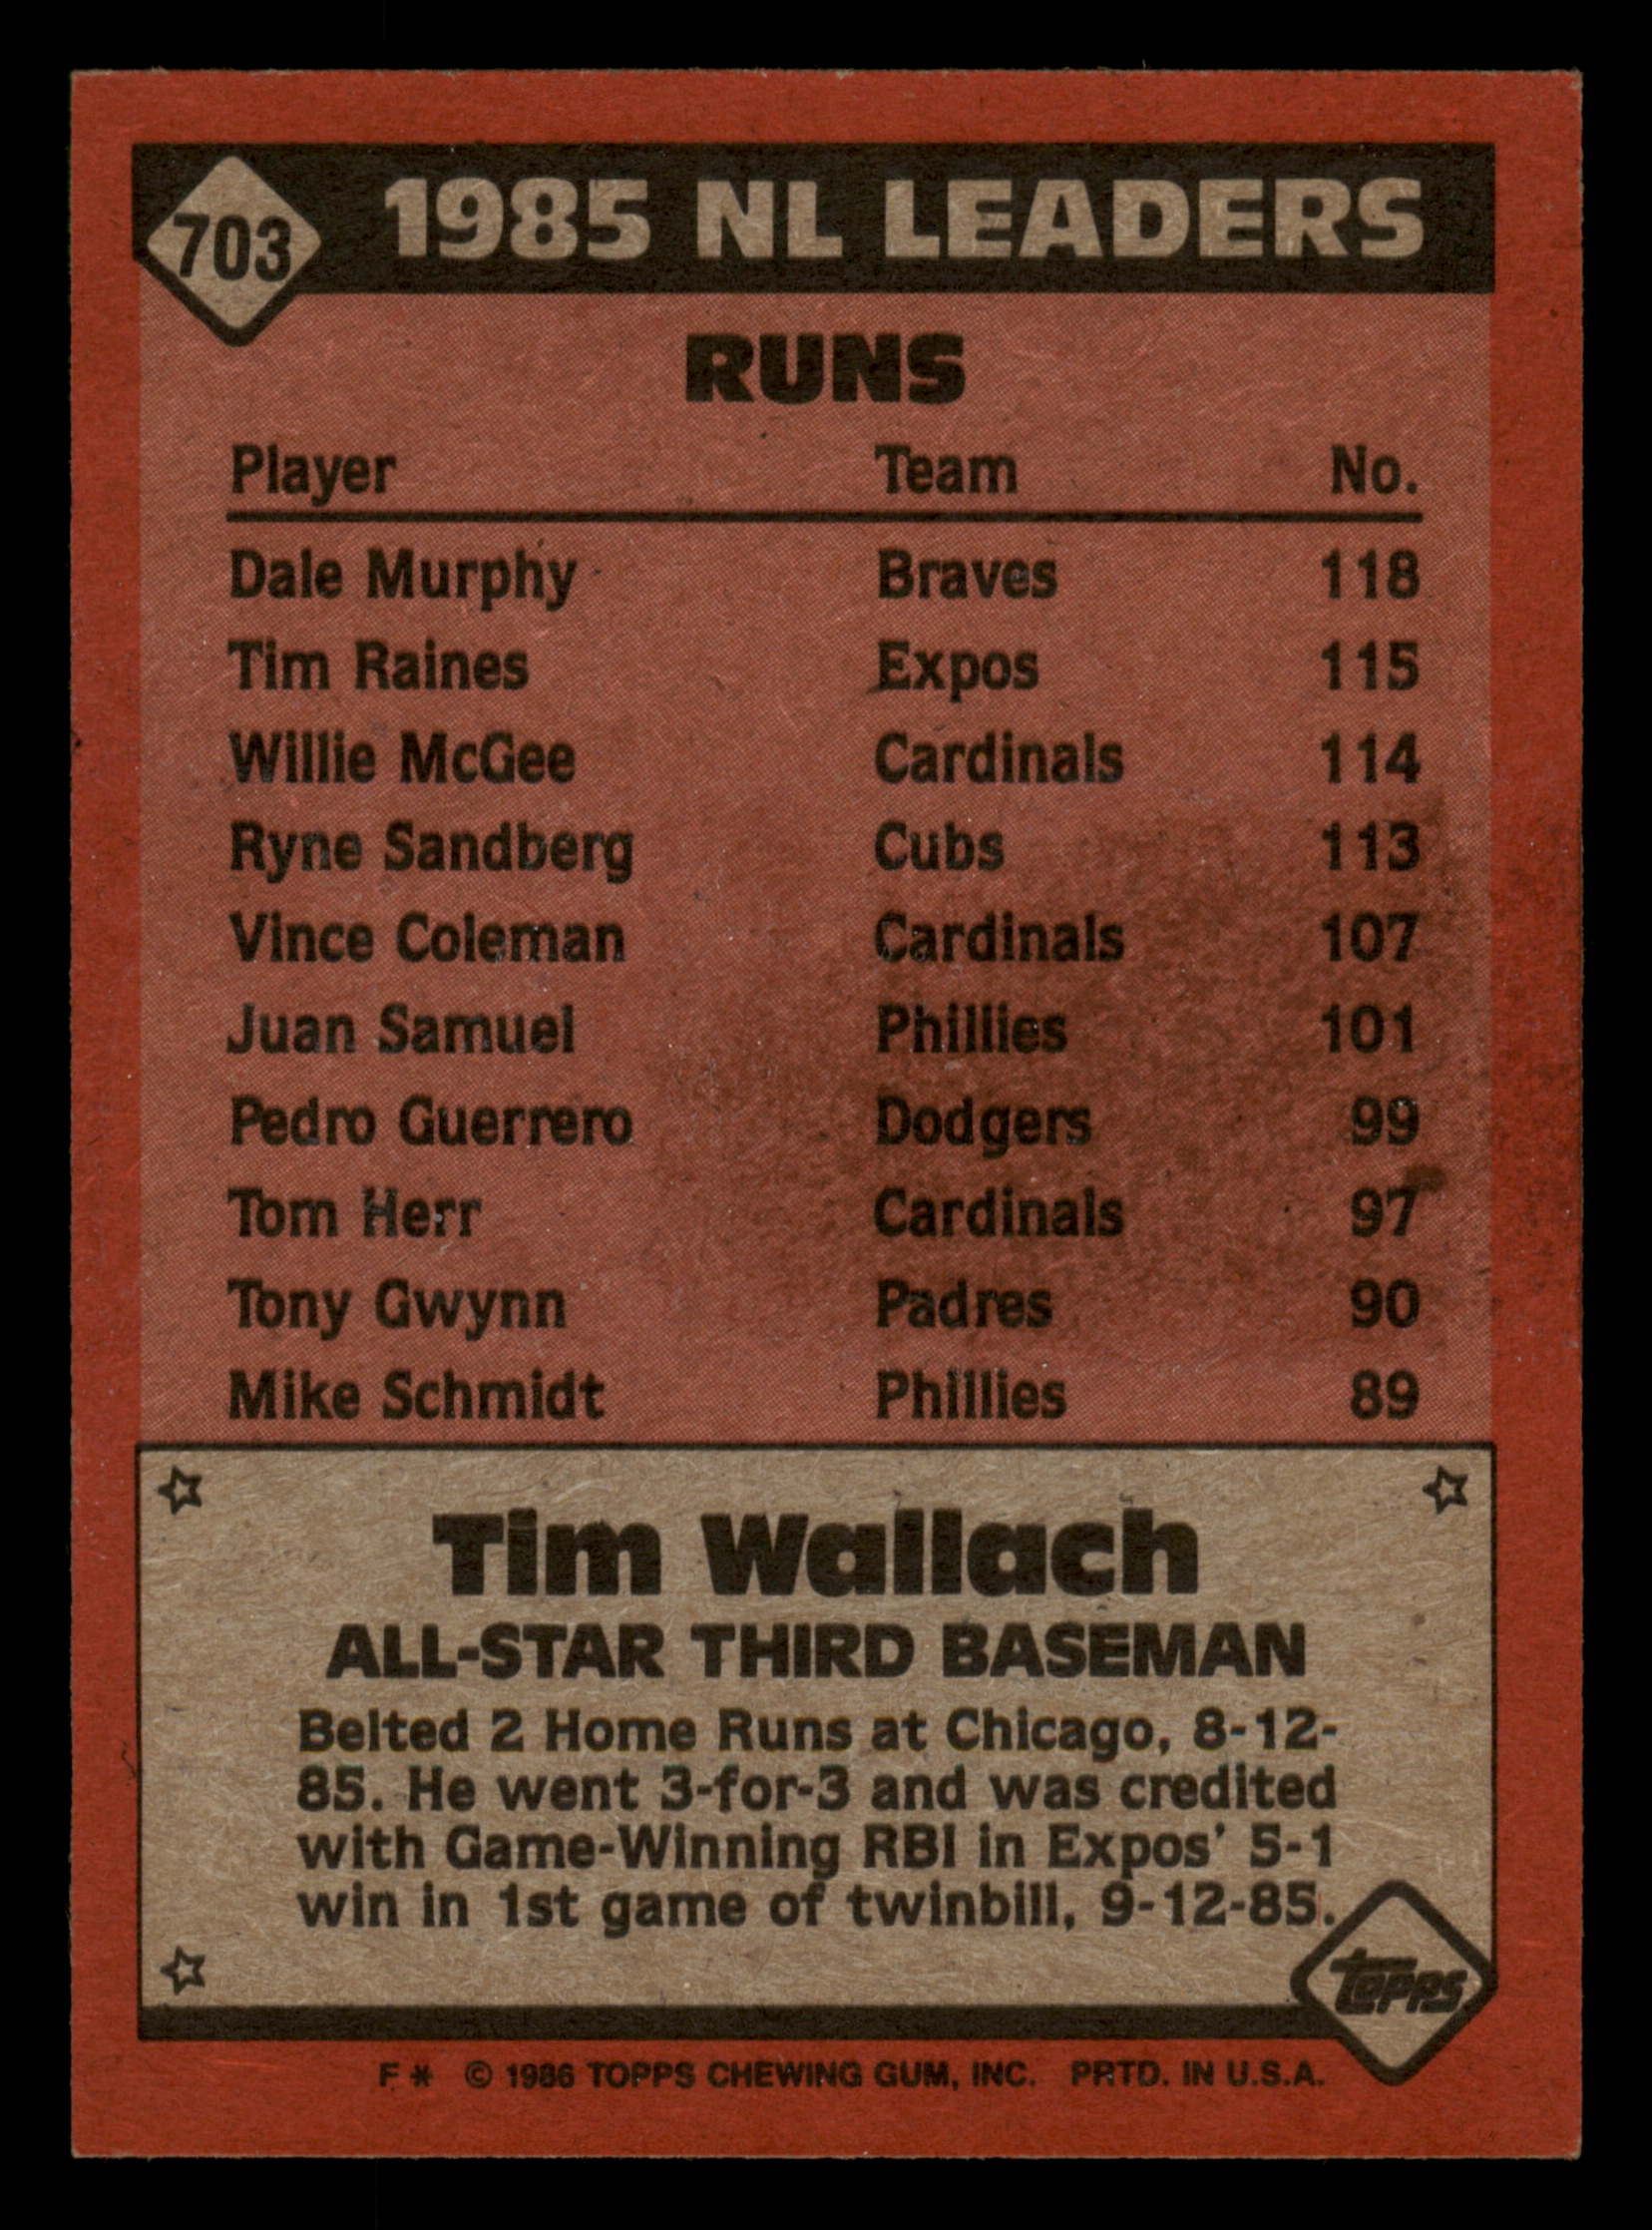 703
1985 NL LEADERS
RUNS
Player Team No.
Dale Murphy Braves 118
Tim Raines Expos 115
Willie McGee Cardinals 114
Ryne Sandberg Cubs 113
Vince Coleman Cardinals 107
Juan Samuel Phillies 101
Pedro Guerrero Dodgers 99
Tom Herr Cardinals 97
Tony Gwynn Padres 90
Mike Schmidt Phillies 89
Tim Wallach
ALL-STAR THIRD BASEMAN
Belted 2 Home Runs at Chicago, 8-12-
85. He went 3-for-3 and was credited
with Game-Winning RBI in Expos' 5-1
win in 1st game of twinbill, 9-12-85.
topps
F * © 1986 TOPPS CHEWING GUM, INC. PRTD. IN U.S.A.